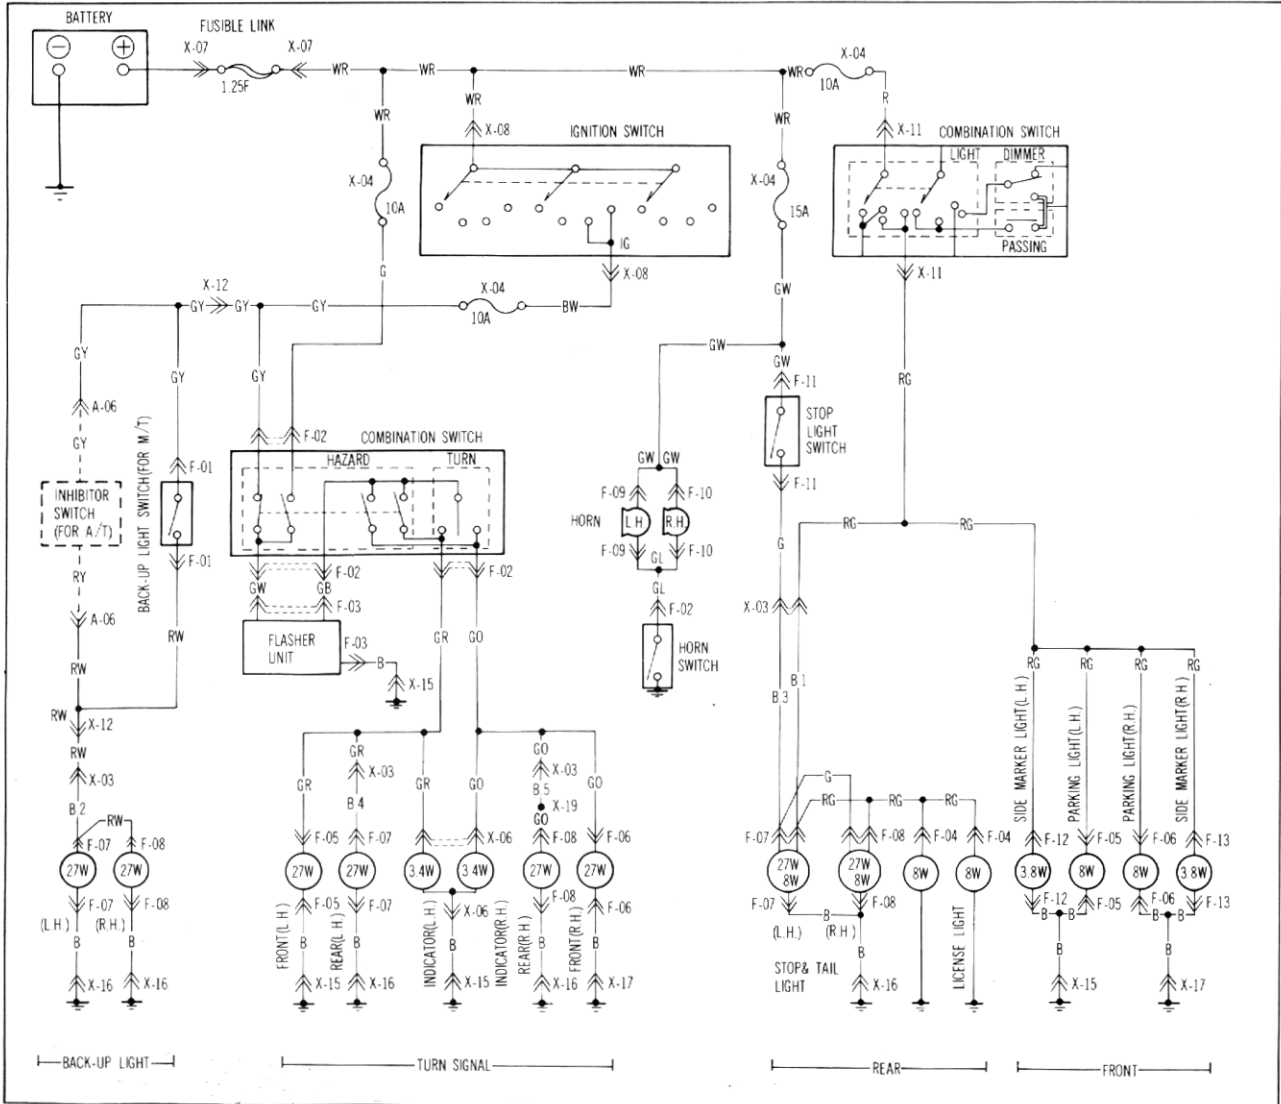 BATTERY
FUSIBLE LINK
X-07
X-07
1.25F
WR
WR
WR
WR
X-04
10A
R
WR
WR
WR
X-08
IGNITION SWITCH
X-11
COMBINATION SWITCH
LIGHT
DIMMER
PASSING
X-04
10A
X-04
15A
IG
X-08
X-11
G
X-12
GY
GY
GY
X-04
10A
BW
GW
GW
GW
RG
GY
GY
GY
F-11
STOP
LIGHT
SWITCH
F-11
A-06
GY
BACK-UP LIGHT SWITCH(FOR M/T)
F-01
F-02
COMBINATION SWITCH
HAZARD
TURN
GW
GW
F-09
F-10
HORN
L.H
R.H.
F-09
F-10
GL
GL
F-02
HORN
SWITCH
INHIBITOR
SWITCH
(FOR A/T)
F-01
RY
A-06
RW
RW
F-02
F-02
GW
GB
F-03
FLASHER
UNIT
F-03
B
X-15
GR
GO
G
RG
RG
X-03
B.3
B.1
RG
RG
RG
RG
SIDE MARKER LIGHT(L.H.)
PARKING LIGHT(L.H.)
PARKING LIGHT(R.H.)
SIDE MARKER LIGHT(R.H.)
RW
X-12
RW
X-03
B.2
RW
F-07
F-08
27W
27W
F-07
F-08
(L.H.)
(R.H.)
B
B
X-16
X-16
GR
GR
X-03
B.4
GR
GO
GO
X-03
B.5
X-19
GO
GO
F-05
F-07
X-06
F-08
F-06
27W
27W
3.4W
3.4W
27W
27W
F-05
F-07
X-06
F-08
F-06
FRONT(L.H.)
REAR(L.H.)
INDICATOR(L.H.)
INDICATOR(R.H.)
REAR(R.H.)
FRONT(R.H.)
B
B
B
B
B
X-15
X-16
X-15
X-16
X-17
G
RG
RG
RG
F-07
F-08
F-04
F-04
F-12
F-05
F-06
F-13
27W
8W
27W
8W
8W
8W
3.8W
8W
8W
3.8W
F-07
F-08
F-12
F-05
F-06
F-13
B
B
B
B
B
B
(L.H.)
(R.H.)
STOP& TAIL
LIGHT
LICENSE LIGHT
B
B
B
X-16
X-15
X-17
BACK-UP LIGHT
TURN SIGNAL
REAR
FRONT